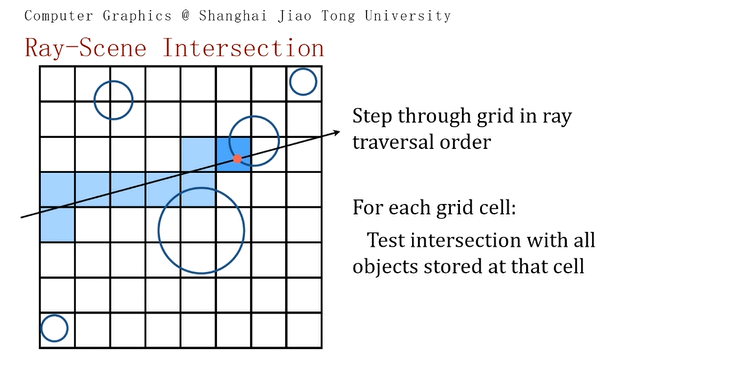 Computer Graphics @ Shanghai Jiao Tong University
Ray-Scene Intersection
Step through grid in ray
traversal order
For each grid cell:
Test intersection with all
objects stored at that cell